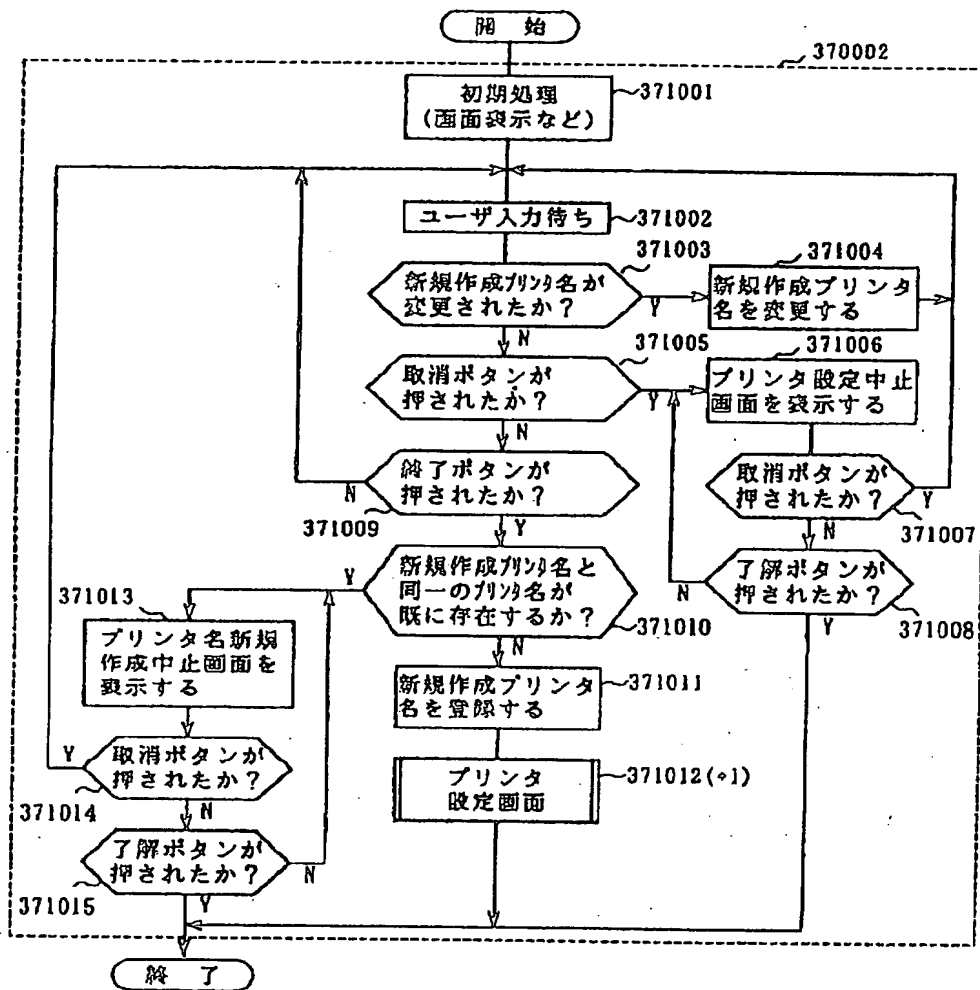 開 始
370002
初期処理
(画面表示など)
371001
ユーザ入力待ち
371002
新規作成プリンタ名が
変更されたか?
371003
Y
N
新規作成プリンタ
名を変更する
371004
取消ボタンが
押されたか?
371005
Y
N
プリンタ設定中止
画面を表示する
371006
終了ボタンが
押されたか?
371009
N
Y
取消ボタンが
押されたか?
371007
Y
N
新規作成プリンタ名と
同一のプリンタ名が
既に存在するか?
371010
Y
N
了解ボタンが
押されたか?
371008
N
Y
371013
プリンタ名新規
作成中止画面を
表示する
新規作成プリンタ
名を登録する
371011
取消ボタンが
押されたか?
371014
Y
N
プリンタ
設定画面
371012(*1)
了解ボタンが
押されたか?
371015
N
Y
終 了